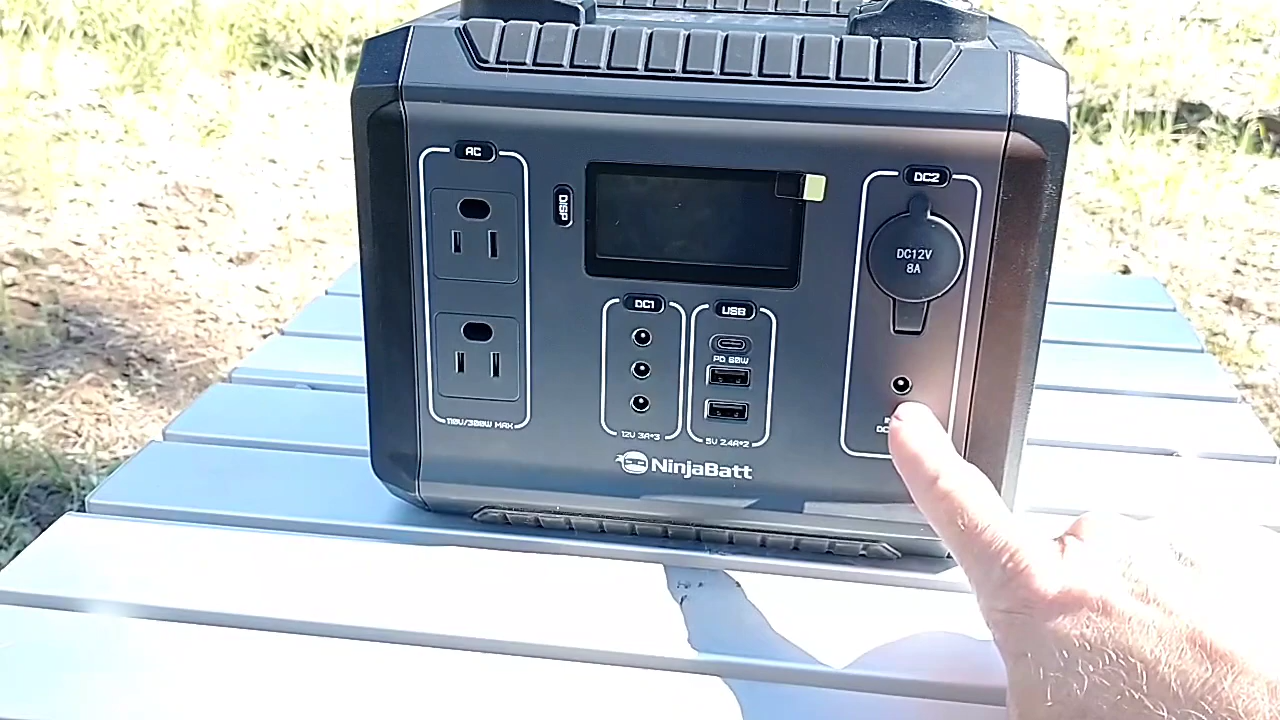 AC
110V/300W MAX
DISP
DC1
12V 3A*3
USB
PD 60W
5V 2.4A*2
NinjaBatt
DC2
DC12V
8A